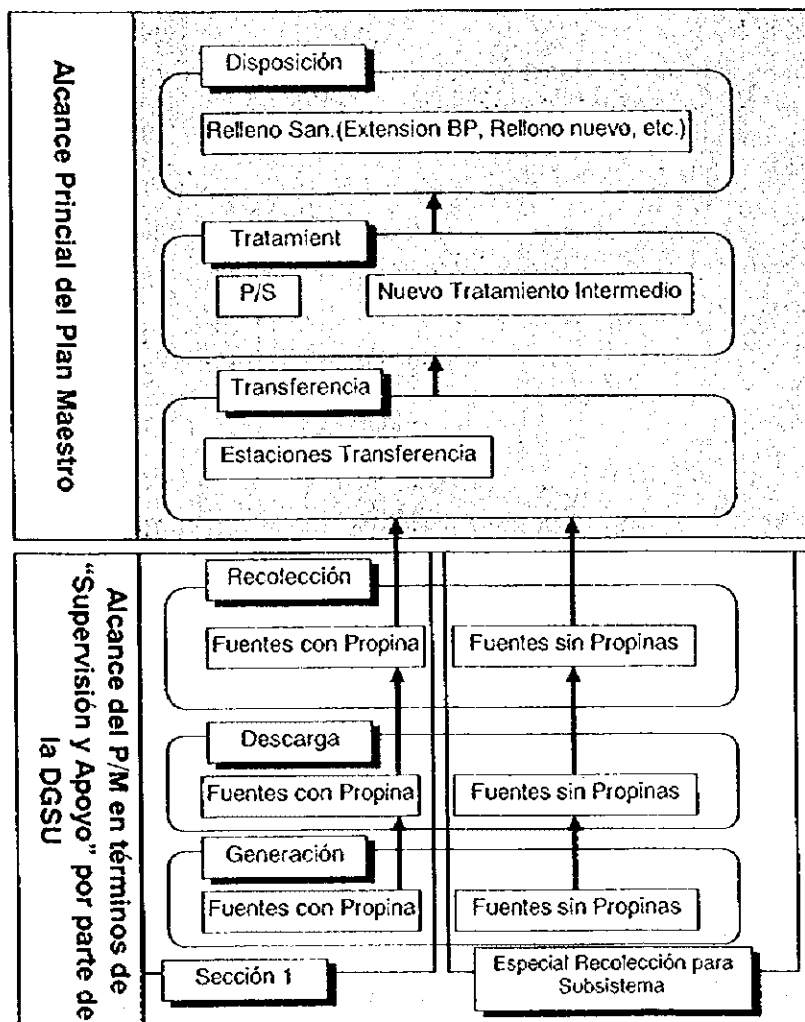 Alcance Princial del Plan Maestro
Disposición
Relleno San.(Extension BP, Rellono nuevo, etc.)
Tratamient
P/S
Nuevo Tratamiento Intermedio
Transferencia
Estaciones Transferencia
Alcance del P/M en términos de
“Supervisión y Apoyo” por parte de
la DGSU
Recolección
Fuentes con Propina
Fuentes sin Propinas
Descarga
Fuentes con Propina
Fuentes sin Propinas
Generación
Fuentes con Propina
Fuentes sin Propinas
Sección 1
Especial Recolección para
Subsistema